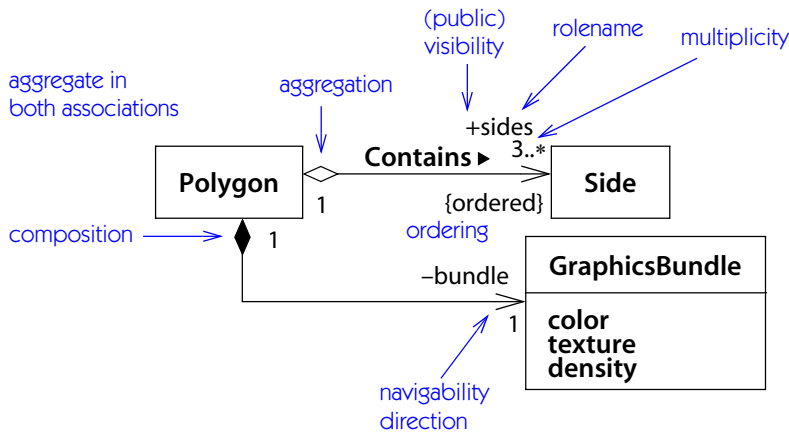 (public)
visibility
rolename
multiplicity
aggregate in
both associations
aggregation
+sides
3..*
Contains ▸
Polygon
Side
1
{ordered}
ordering
composition
1
–bundle
GraphicsBundle
1
color
texture
density
navigability
direction